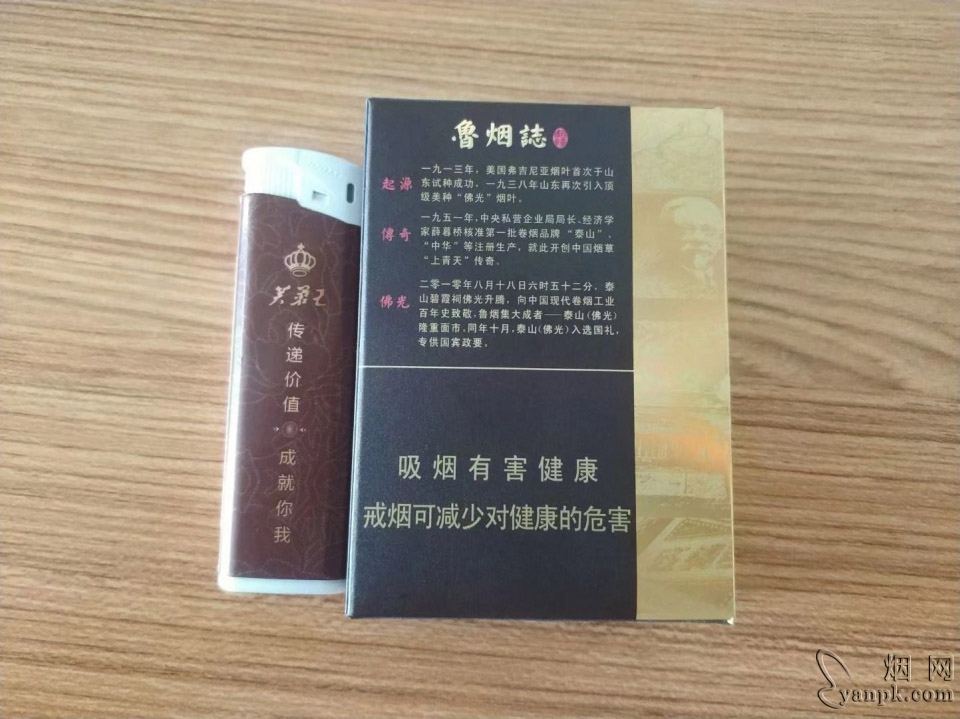 芙蓉王
传递价值
成就你我
魯烟誌
起源
一九一三年，美国弗吉尼亚烟叶首次于山
东试种成功，一九三八年山东再次引入顶
级美种“佛光”烟叶。
傳奇
一九五一年，中央私营企业局局长、经济学
家薛暮桥核准第一批卷烟品牌“泰山”、
“中华”等注册生产，就此开创中国烟草
“上青天”传奇。
佛光
二零一零年八月十八日六时五十二分，泰
山碧霞祠佛光升腾，向中国现代卷烟工业
百年史致敬，鲁烟集大成者——泰山(佛光)
隆重面市。同年十月，泰山(佛光)入选国礼，
专供国宾政要。
吸烟有害健康
戒烟可减少对健康的危害
烟网
yanpk.com